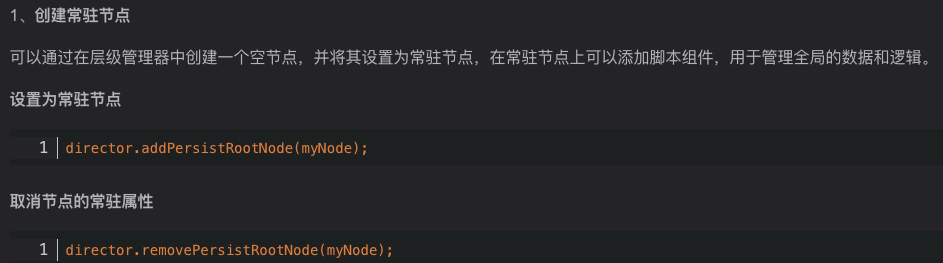 1、创建常驻节点
可以通过在层级管理器中创建一个空节点，并将其设置为常驻节点，在常驻节点上可以添加脚本组件，用于管理全局的数据和逻辑。
设置为常驻节点
1 director.addPersistRootNode(myNode);
取消节点的常驻属性
1 director.removePersistRootNode(myNode);